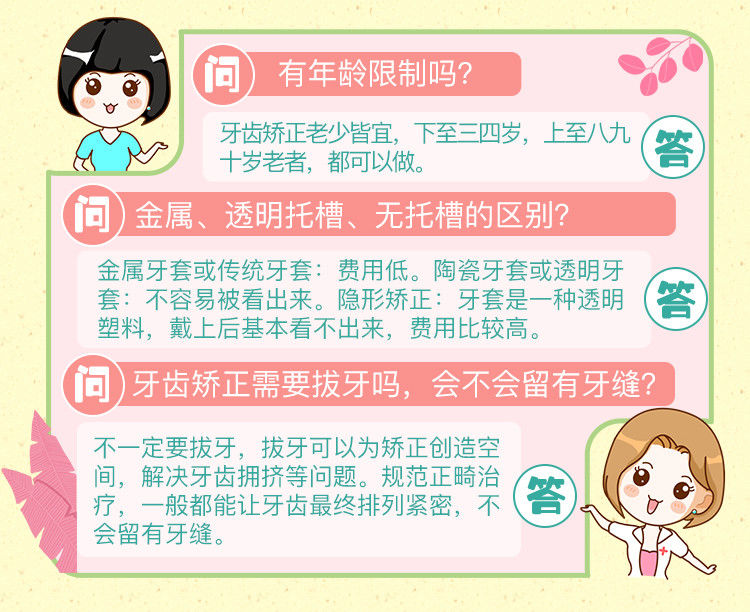 问 有年龄限制吗？
牙齿矫正老少皆宜，下至三四岁，上至八九
十岁老者，都可以做。
答
问 金属、透明托槽、无托槽的区别？
金属牙套或传统牙套：费用低。陶瓷牙套或透明牙
套：不容易被看出来。隐形矫正：牙套是一种透明
塑料，戴上后基本看不出来，费用比较高。
答
问 牙齿矫正需要拔牙吗，会不会留有牙缝？
不一定要拔牙，拔牙可以为矫正创造空
间，解决牙齿拥挤等问题。规范正畸治
疗，一般都能让牙齿最终排列紧密，不
会留有牙缝。
答